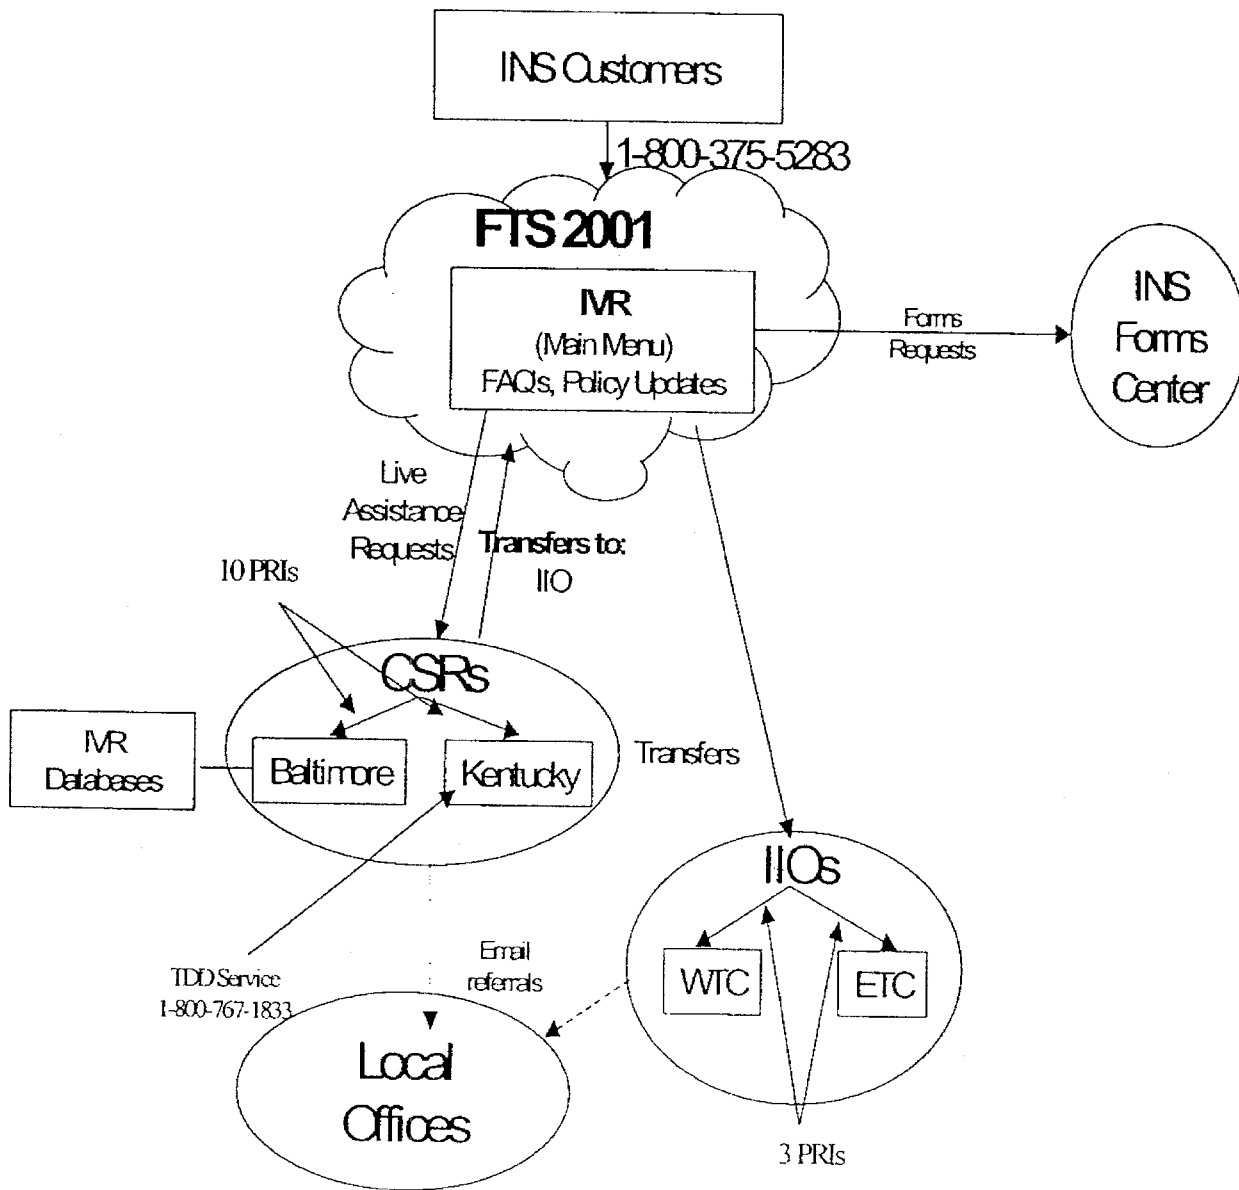 INS Customers
1-800-375-5283
FTS 2001
IVR
(Main Menu)
FAQ's, Policy Updates
Forms
Requests
INS
Forms
Center
Live
Assistance
Requests
Transfers to:
IIO
10 PRIs
CSRs
IVR
Databases
Baltimore
Kentucky
Transfers
IIOs
WTC
ETC
TDD Service
1-800-767-1833
Email
referrals
Local
Offices
3 PRIs